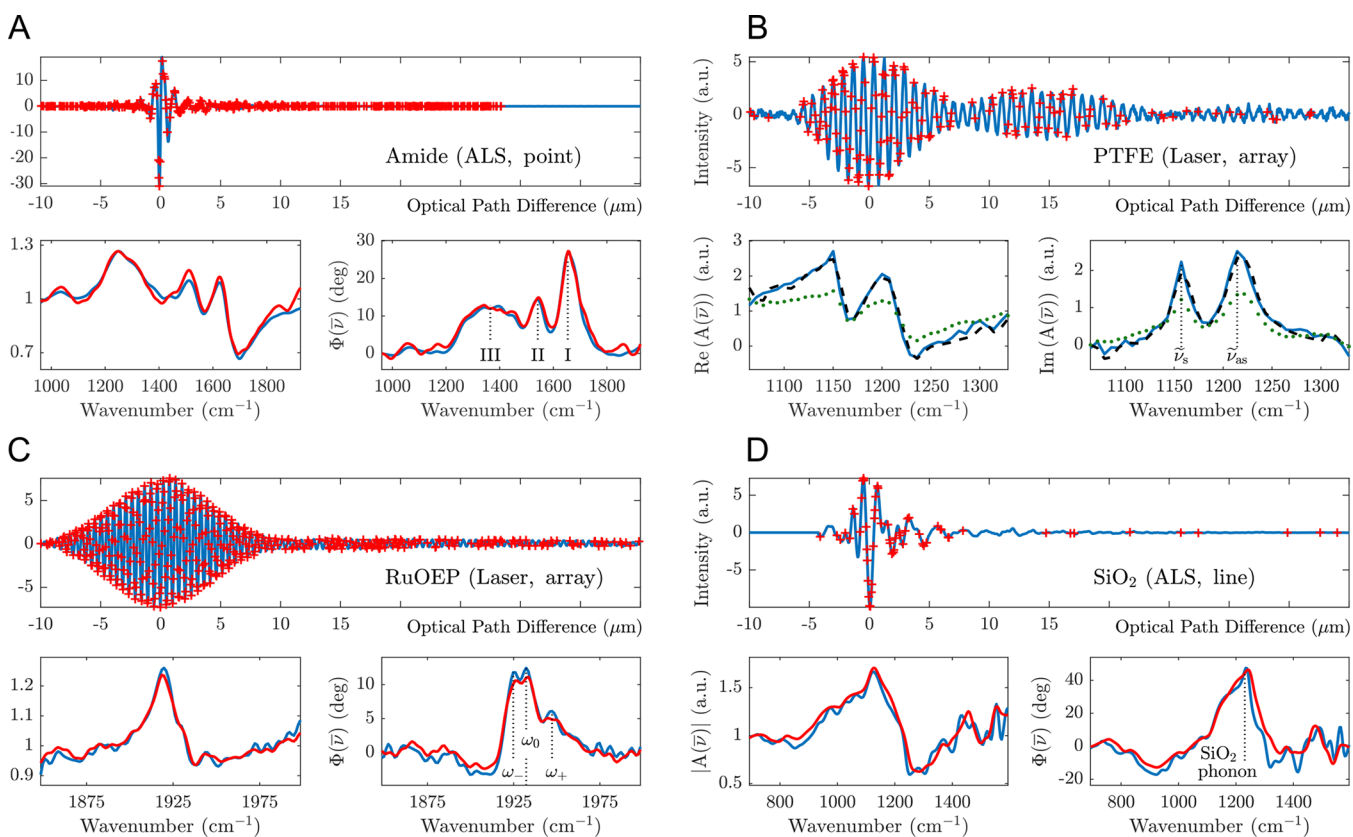 A
10
0
-10
-20
-30
Amide (ALS, point)
-10 -5 0 5 10 15 Optical Path Difference (μm)
1.3
1
0.7
1000 1200 1400 1600 1800
Wavenumber (cm⁻¹)
Φ(ν̃) (deg)
30
20
10
0
III II I
1000 1200 1400 1600 1800
Wavenumber (cm⁻¹)
B
Intensity (a.u.)
5
0
-5
PTFE (Laser, array)
-10 -5 0 5 10 15 Optical Path Difference (μm)
Re (A(ν̃)) (a.u.)
3
2
1
0
1100 1150 1200 1250 1300
Wavenumber (cm⁻¹)
Im (A(ν̃)) (a.u.)
3
2
1
0
ν̃s ν̃as
1100 1150 1200 1250 1300
Wavenumber (cm⁻¹)
C
5
0
-5
RuOEP (Laser, array)
-10 -5 0 5 10 15 Optical Path Difference (μm)
1.2
1.1
1
0.9
1875 1925 1975
Wavenumber (cm⁻¹)
Φ(ν̃) (deg)
10
5
0
ω₀
ω₋ ω₊
1875 1925 1975
Wavenumber (cm⁻¹)
D
Intensity (a.u.)
5
0
-5
SiO₂ (ALS, line)
-10 -5 0 5 10 15 Optical Path Difference (μm)
|A(ν̃)| (a.u.)
1.5
1
0.5
800 1000 1200 1400
Wavenumber (cm⁻¹)
Φ(ν̃) (deg)
40
20
0
-20
SiO₂
phonon
800 1000 1200 1400
Wavenumber (cm⁻¹)